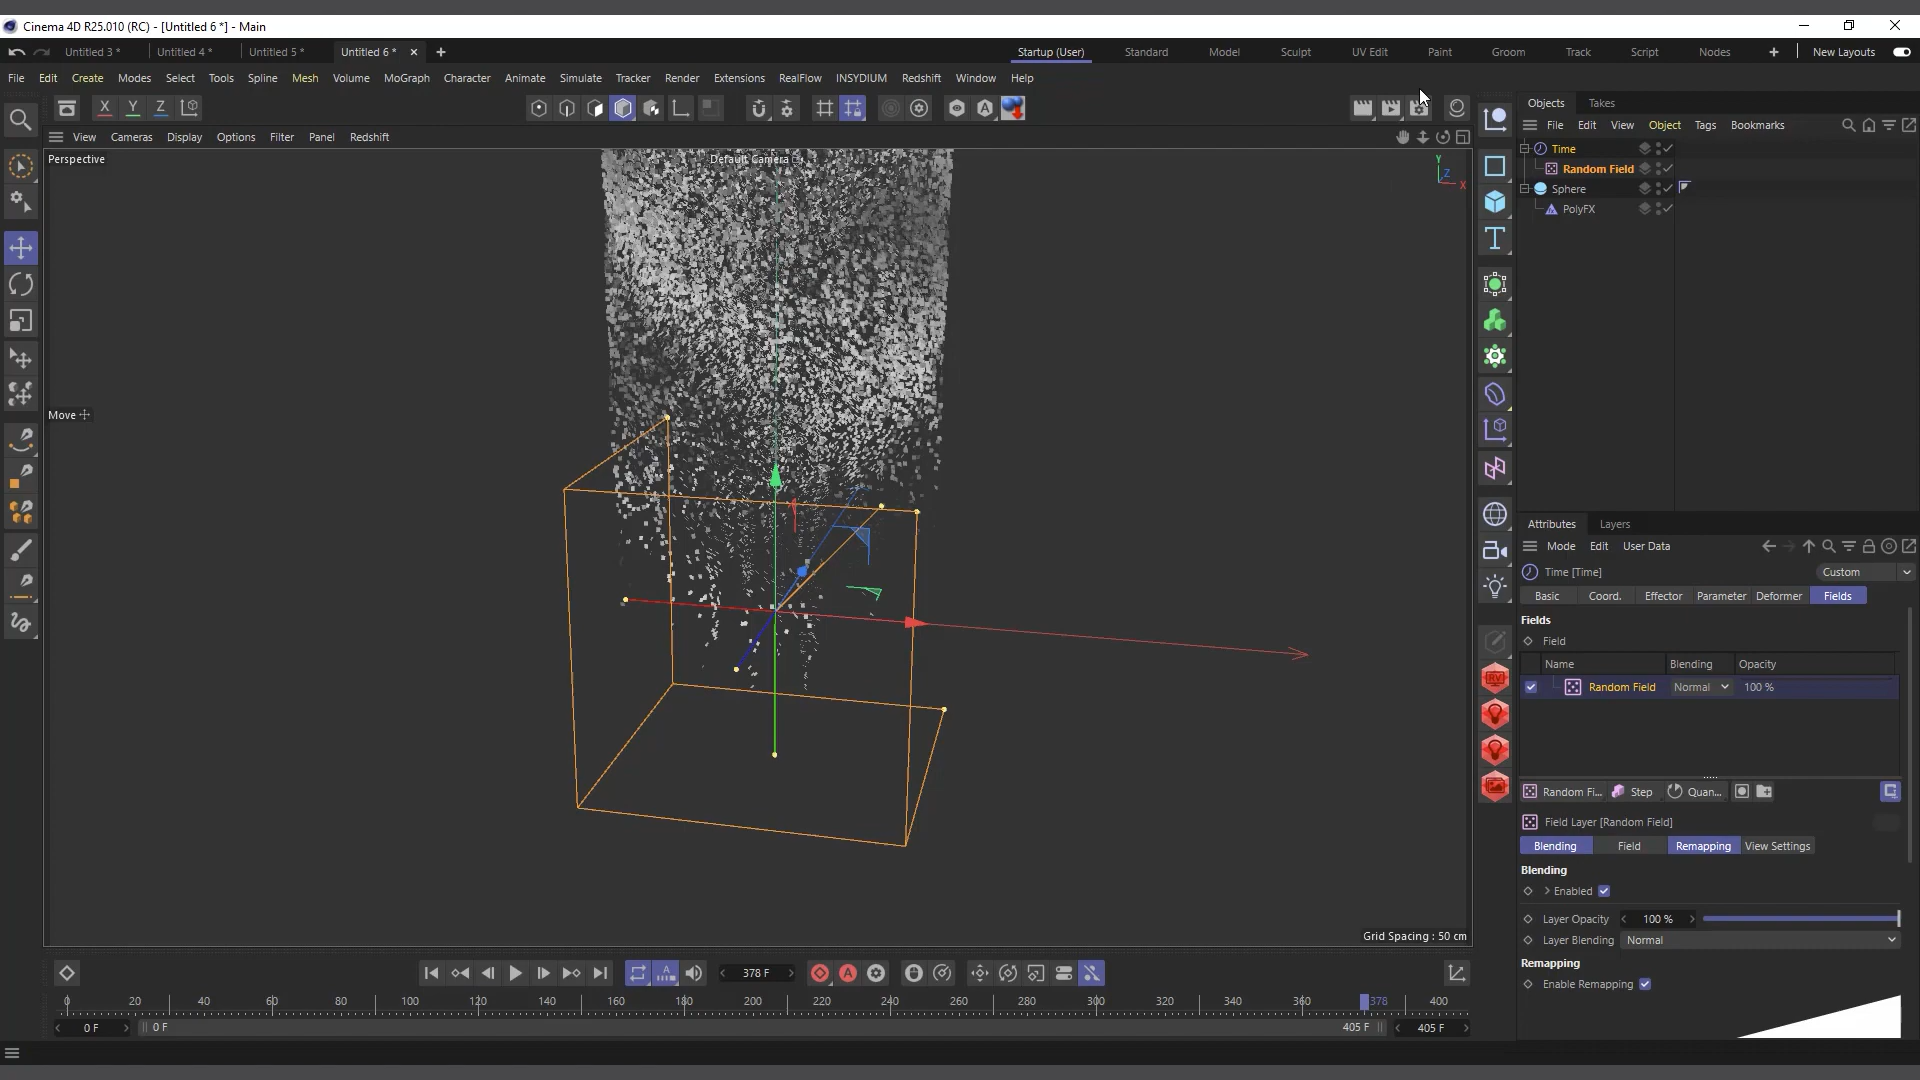 Cinema 4D R25.010 (RC) - [Untitled 6 *] - Main
Untitled 3 *
Untitled 4 *
Untitled 5 *
Untitled 6 *
Startup (User)
Standard
Model
Sculpt
UV Edit
Paint
Groom
Track
Script
Nodes
New Layouts
File
Edit
Create
Modes
Select
Tools
Spline
Mesh
Volume
MoGraph
Character
Animate
Simulate
Tracker
Render
Extensions
RealFlow
INSYDIUM
Redshift
Window
Help
X
Y
Z
View
Cameras
Display
Options
Filter
Panel
Redshift
Perspective
Default Camera
Y
Z
X
Move
Grid Spacing : 50 cm
Objects
Takes
File
Edit
View
Object
Tags
Bookmarks
Time
Random Field
Sphere
PolyFX
Attributes
Layers
Mode
Edit
User Data
Time [Time]
Custom
Basic
Coord.
Effector
Parameter
Deformer
Fields
Fields
Field
Name
Blending
Opacity
Random Field
Normal
100 %
Random Fi...
Step
Quan...
Field Layer [Random Field]
Blending
Field
Remapping
View Settings
Blending
Enabled
Layer Opacity
100 %
Layer Blending
Normal
Remapping
Enable Remapping
378 F
0
20
40
60
80
100
120
140
160
180
200
220
240
260
280
300
320
340
360
378
400
0 F
0 F
405 F
405 F